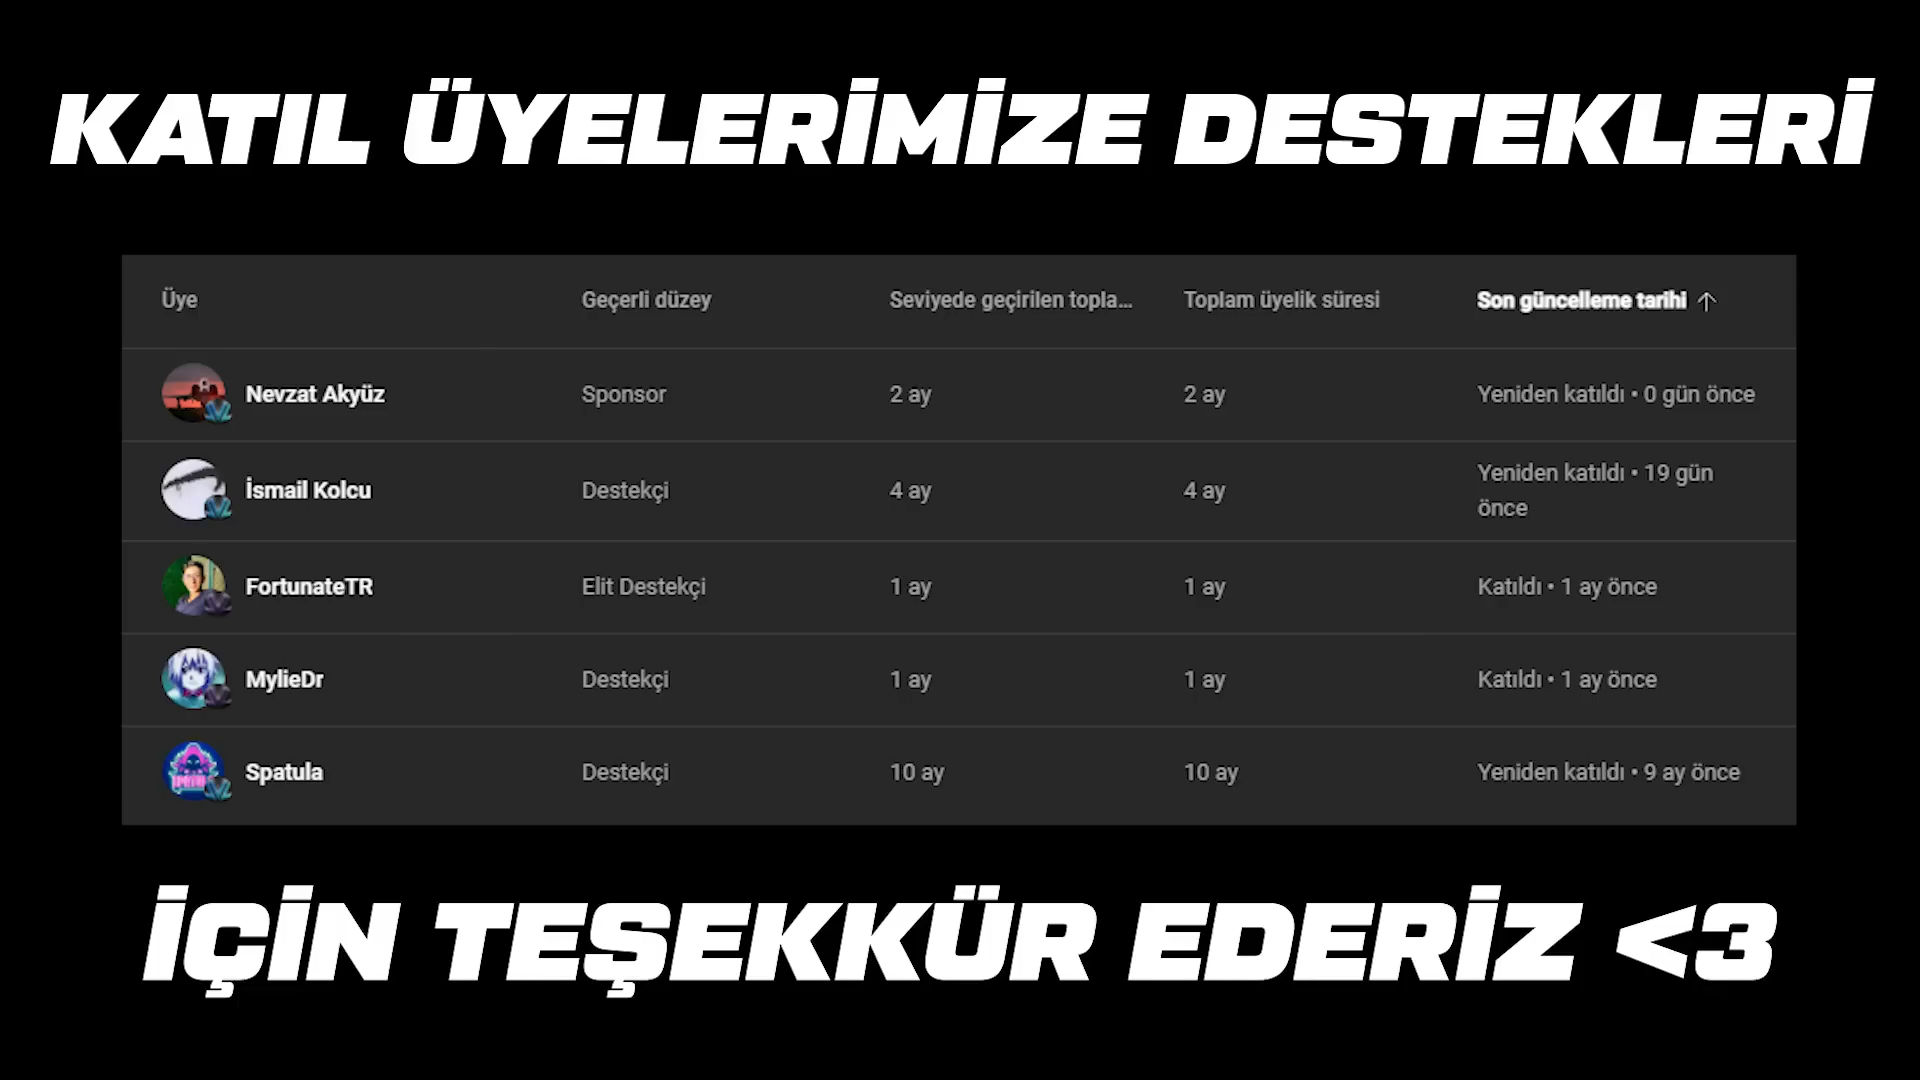 KATIL ÜYELERİMİZE DESTEKLERİ
Üye Geçerli düzey Seviyede geçirilen topla... Toplam üyelik süresi Son güncelleme tarihi ↑
Nevzat Akyüz Sponsor 2 ay 2 ay Yeniden katıldı • 0 gün önce
İsmail Kolcu Destekçi 4 ay 4 ay Yeniden katıldı • 19 gün
önce
FortunateTR Elit Destekçi 1 ay 1 ay Katıldı • 1 ay önce
MylieDr Destekçi 1 ay 1 ay Katıldı • 1 ay önce
Spatula Destekçi 10 ay 10 ay Yeniden katıldı • 9 ay önce
İÇİN TEŞEKKÜR EDERİZ <3